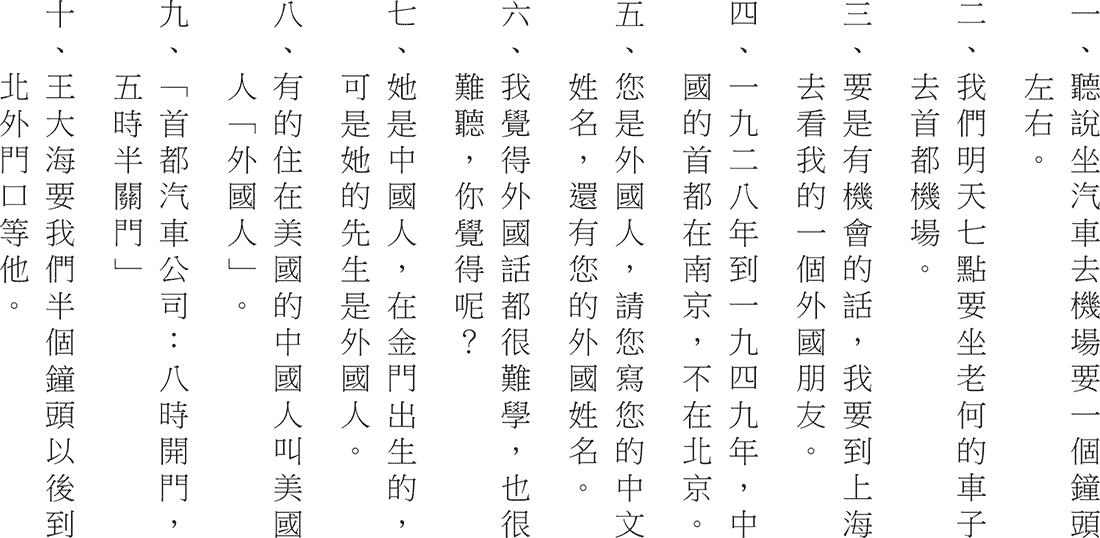 一、聽說坐汽車去機場要一個鐘頭
左右。
二、我們明天七點要坐老何的車子
去首都機場。
三、要是有機會的話，我要到上海
去看我的一個外國朋友。
四、一九二八年到一九四九年，中
國的首都在南京，不在北京。
五、您是外國人，請您寫您的中文
姓名，還有您的外國姓名。
六、我覺得外國話都很難學，也很
難聽，你覺得呢？
七、她是中國人，在金門出生的，
可是她的先生是外國人。
八、有的住在美國的中國人叫美國
人「外國人」。
九、「首都汽車公司：八時開門，
五時半關門」
十、王大海要我們半個鐘頭以後到
北外門口等他。